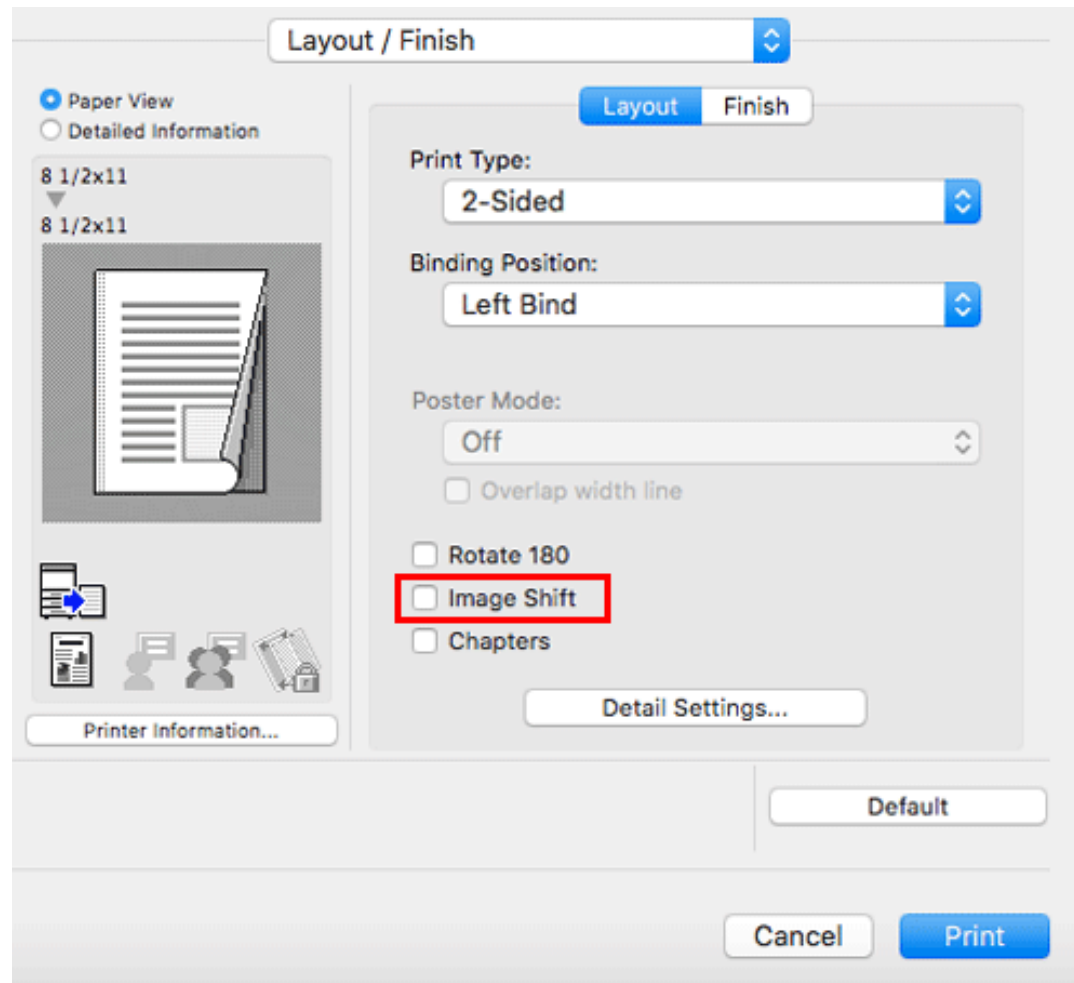 Layout / Finish
Paper View
Detailed Information
8 1/2x11
8 1/2x11
Printer Information...
Layout
Finish
Print Type:
2-Sided
Binding Position:
Left Bind
Poster Mode:
Off
Overlap width line
Rotate 180
Image Shift
Chapters
Detail Settings...
Default
Cancel
Print